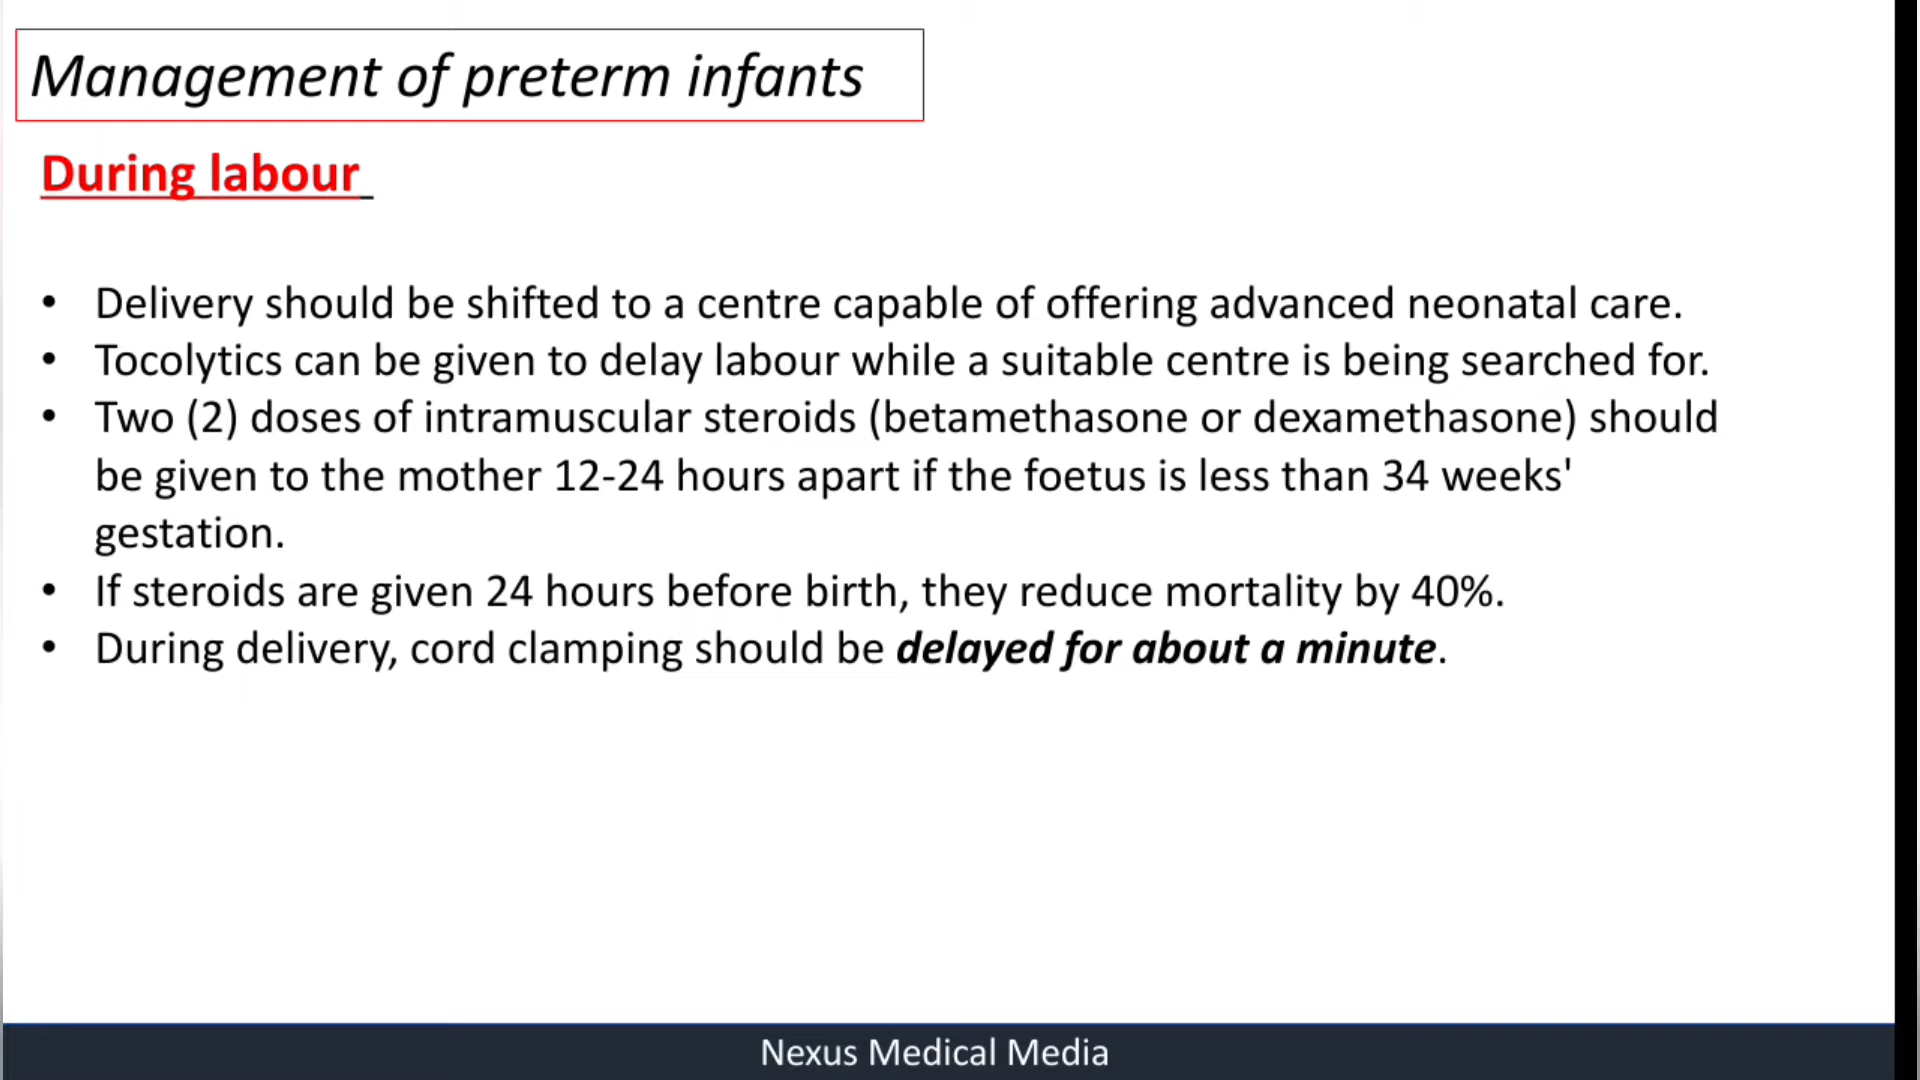 Management of preterm infants
During labour
• Delivery should be shifted to a centre capable of offering advanced neonatal care.
• Tocolytics can be given to delay labour while a suitable centre is being searched for.
• Two (2) doses of intramuscular steroids (betamethasone or dexamethasone) should
be given to the mother 12-24 hours apart if the foetus is less than 34 weeks'
gestation.
• If steroids are given 24 hours before birth, they reduce mortality by 40%.
• During delivery, cord clamping should be delayed for about a minute.
Nexus Medical Media